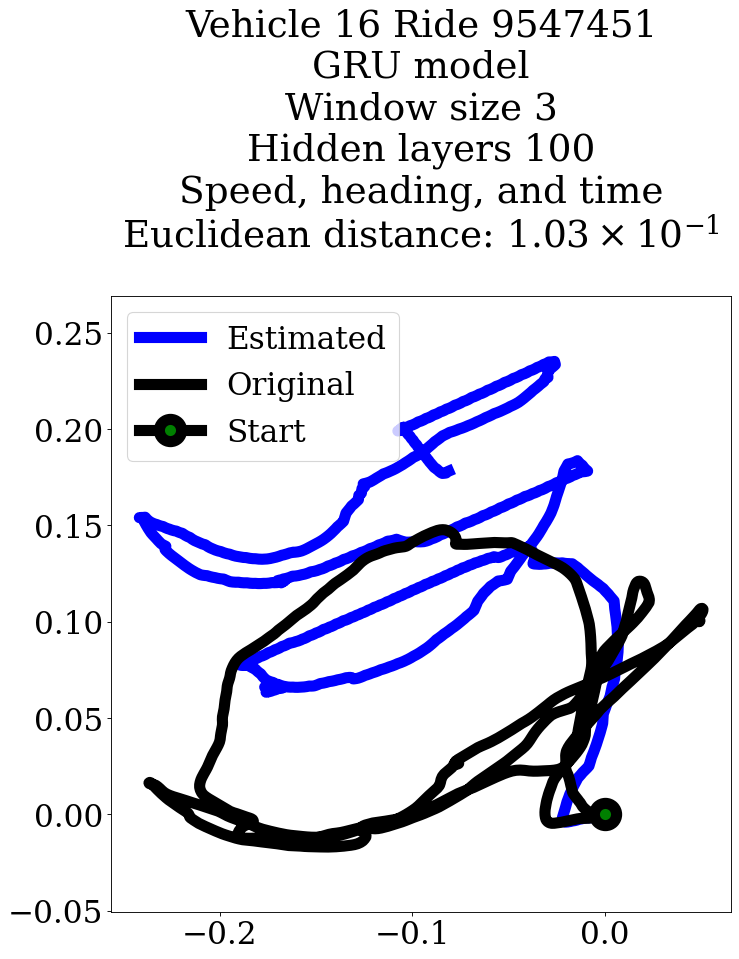 Vehicle 16 Ride 9547451
GRU model
Window size 3
Hidden layers 100
Speed, heading, and time
Euclidean distance: 1.03 × 10⁻¹
Estimated
Original
Start
0.25
0.20
0.15
0.10
0.05
0.00
−0.05
−0.2
−0.1
0.0